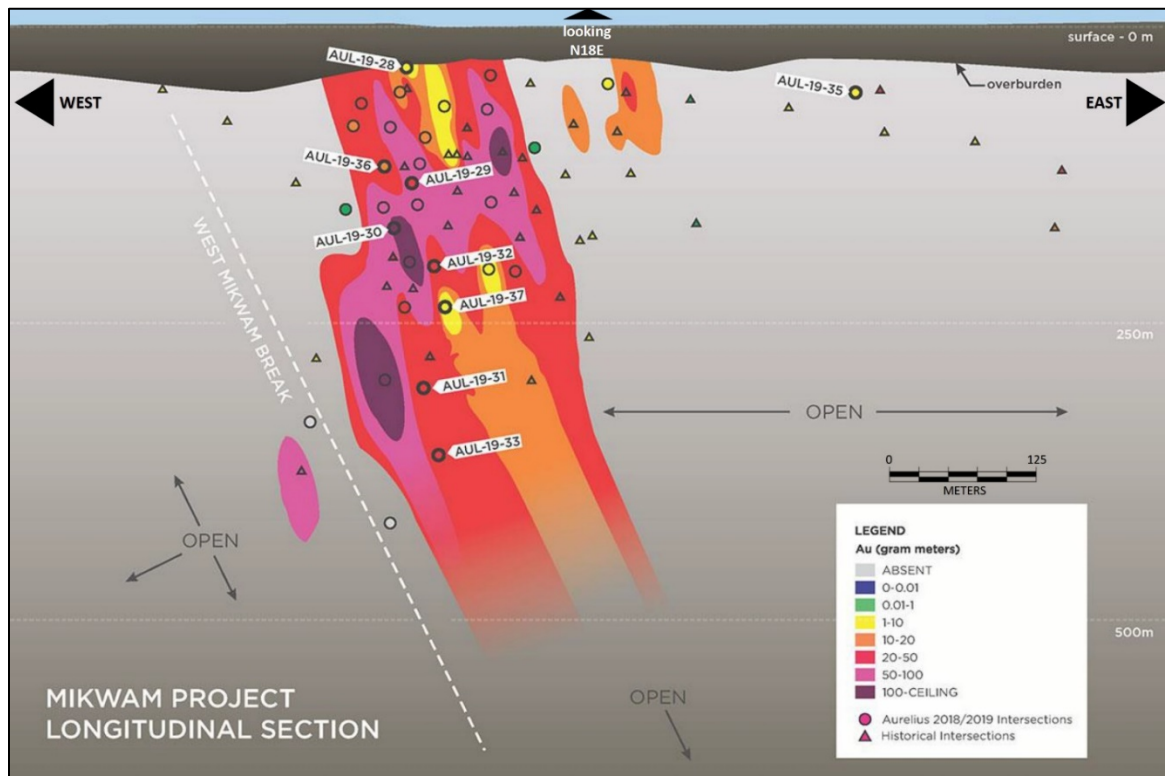 looking
N18E
surface - 0 m
AUL-19-28
overburden
WEST
AUL-19-35
EAST
AUL-19-36
AUL-19-29
AUL-19-30
AUL-19-32
WEST MIKWAM BREAK
AUL-19-37
250m
AUL-19-31
OPEN
AUL-19-33
0
125
METERS
OPEN
LEGEND
Au (gram meters)
ABSENT
0-0.01
0.01-1
1-10
10-20
20-50
50-100
100-CEILING
Aurelius 2018/2019 Intersections
Historical Intersections
500m
MIKWAM PROJECT
LONGITUDINAL SECTION
OPEN